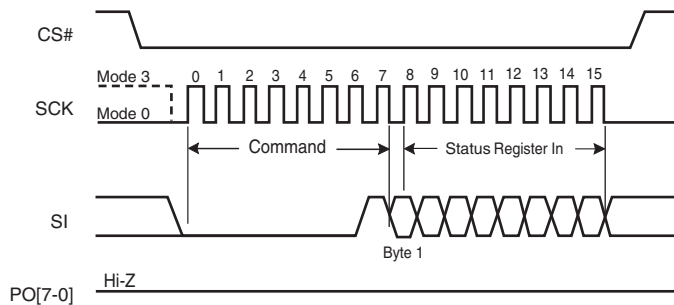 CS#
Mode 3
0 1 2 3 4 5 6 7 8 9 10 11 12 13 14 15
SCK
Mode 0
Command
Status Register In
SI
Byte 1
Hi-Z
PO[7-0]